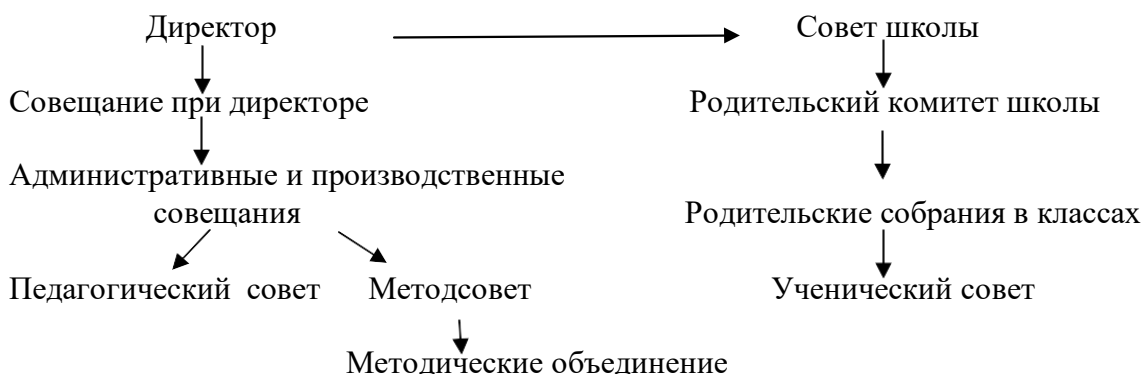 Директор
Совет школы
Совещание при директоре
Родительский комитет школы
Административные и производственные
совещания
Родительские собрания в классах
Педагогический совет
Методсовет
Ученический совет
Методические объединение